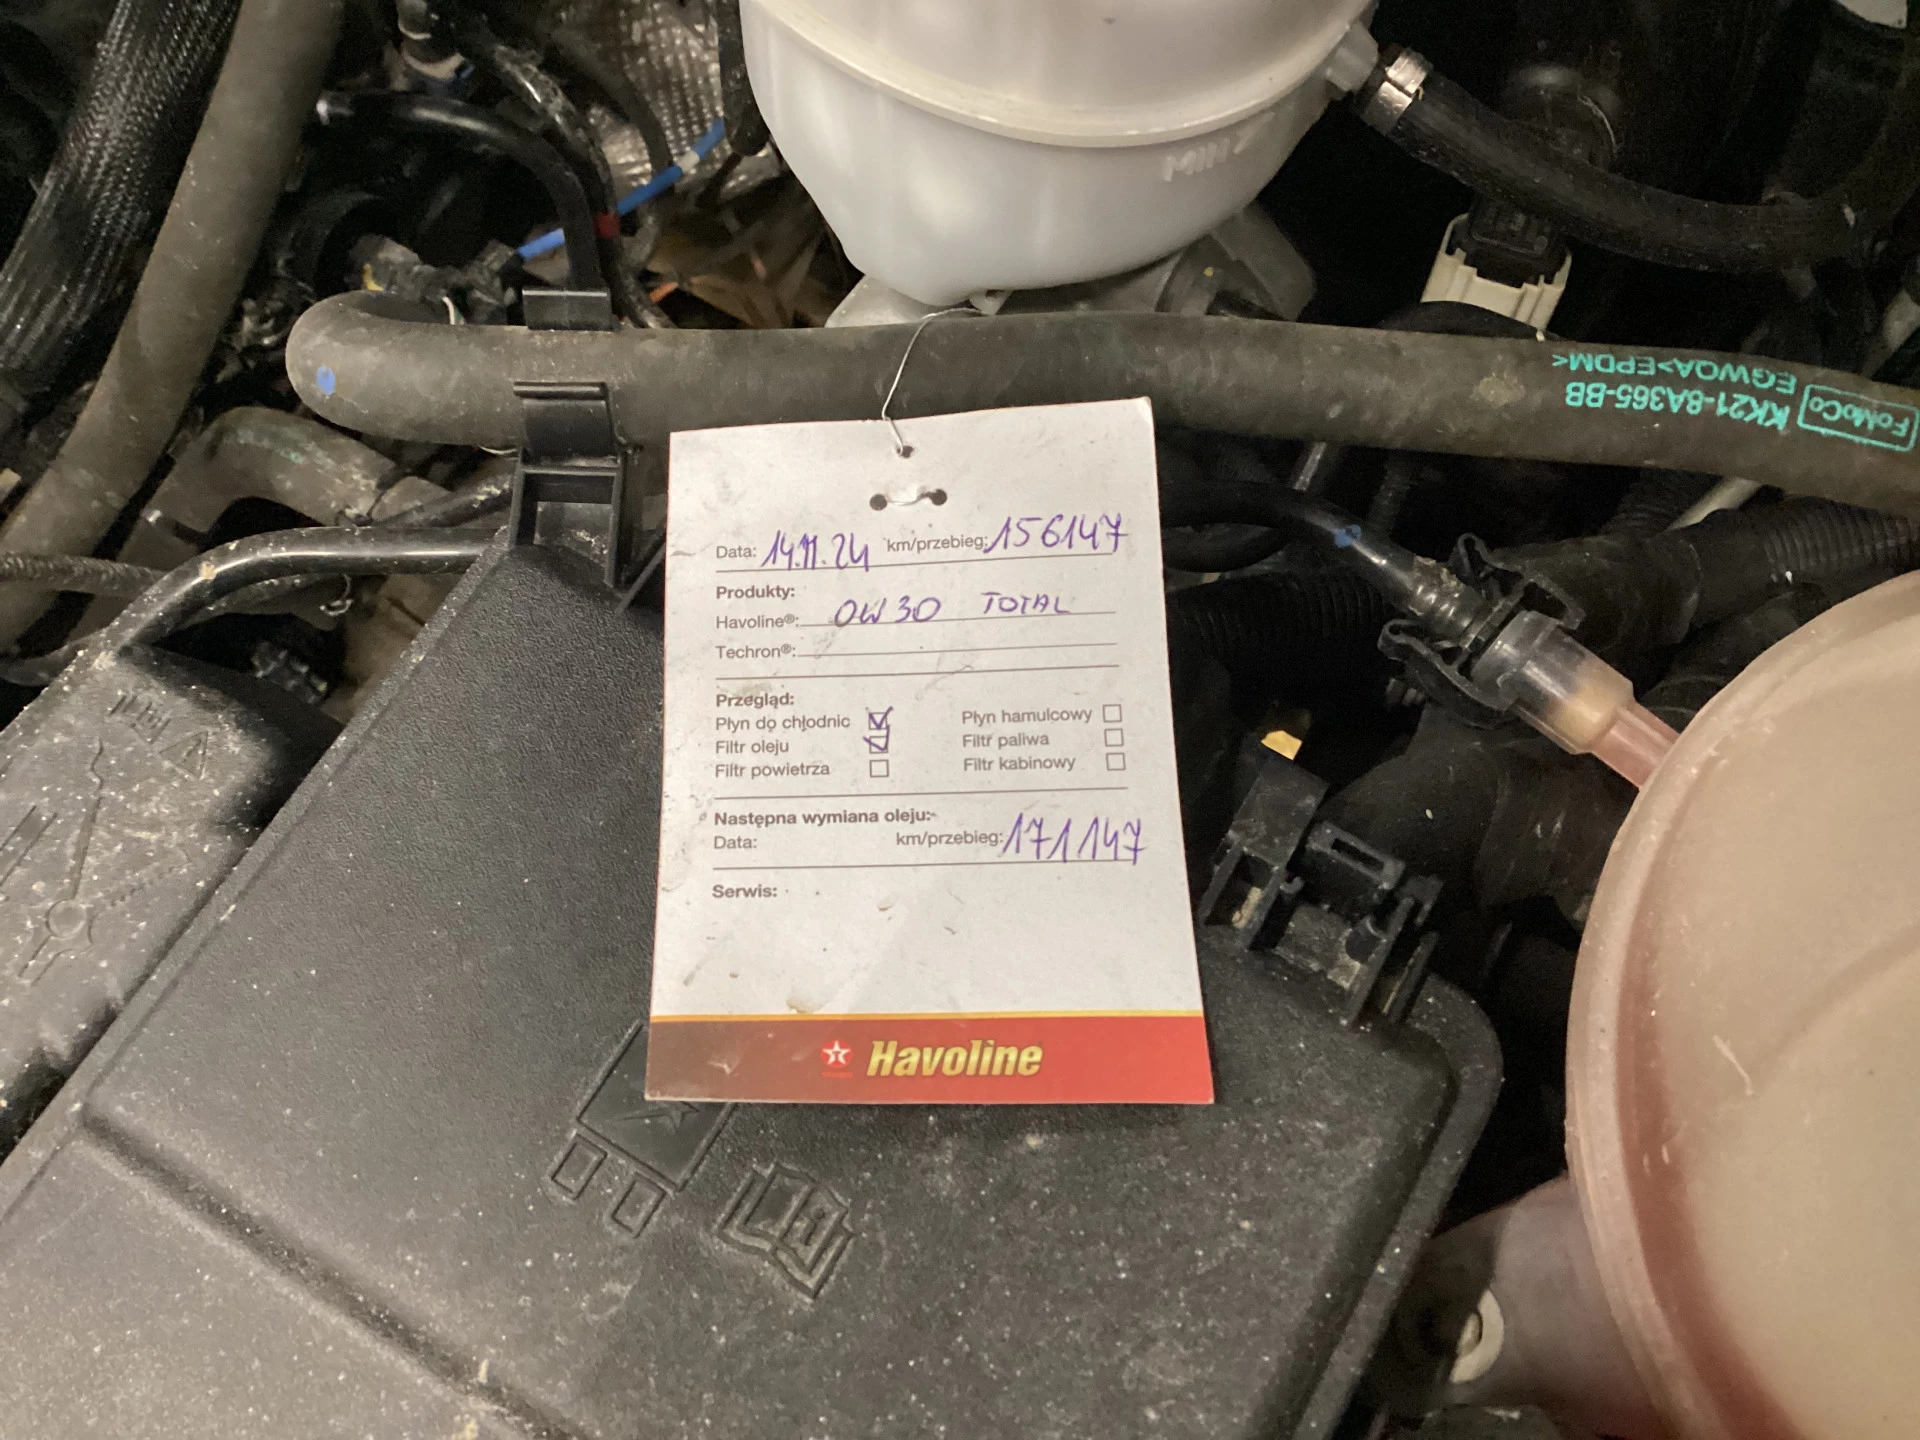 MIN
EGWQA>EPDM<
KK21-8A365-BB
FoMoCo
Data: 14.11.24 km/przebieg: 156147
Produkty:
Havoline®: 0W30 TOTAL
Techron®:
Przegląd:
Płyn do chłodnic Płyn hamulcowy
Filtr oleju Filtr paliwa
Filtr powietrza Filtr kabinowy
Następna wymiana oleju:
Data: km/przebieg: 171147
Serwis:
Havoline